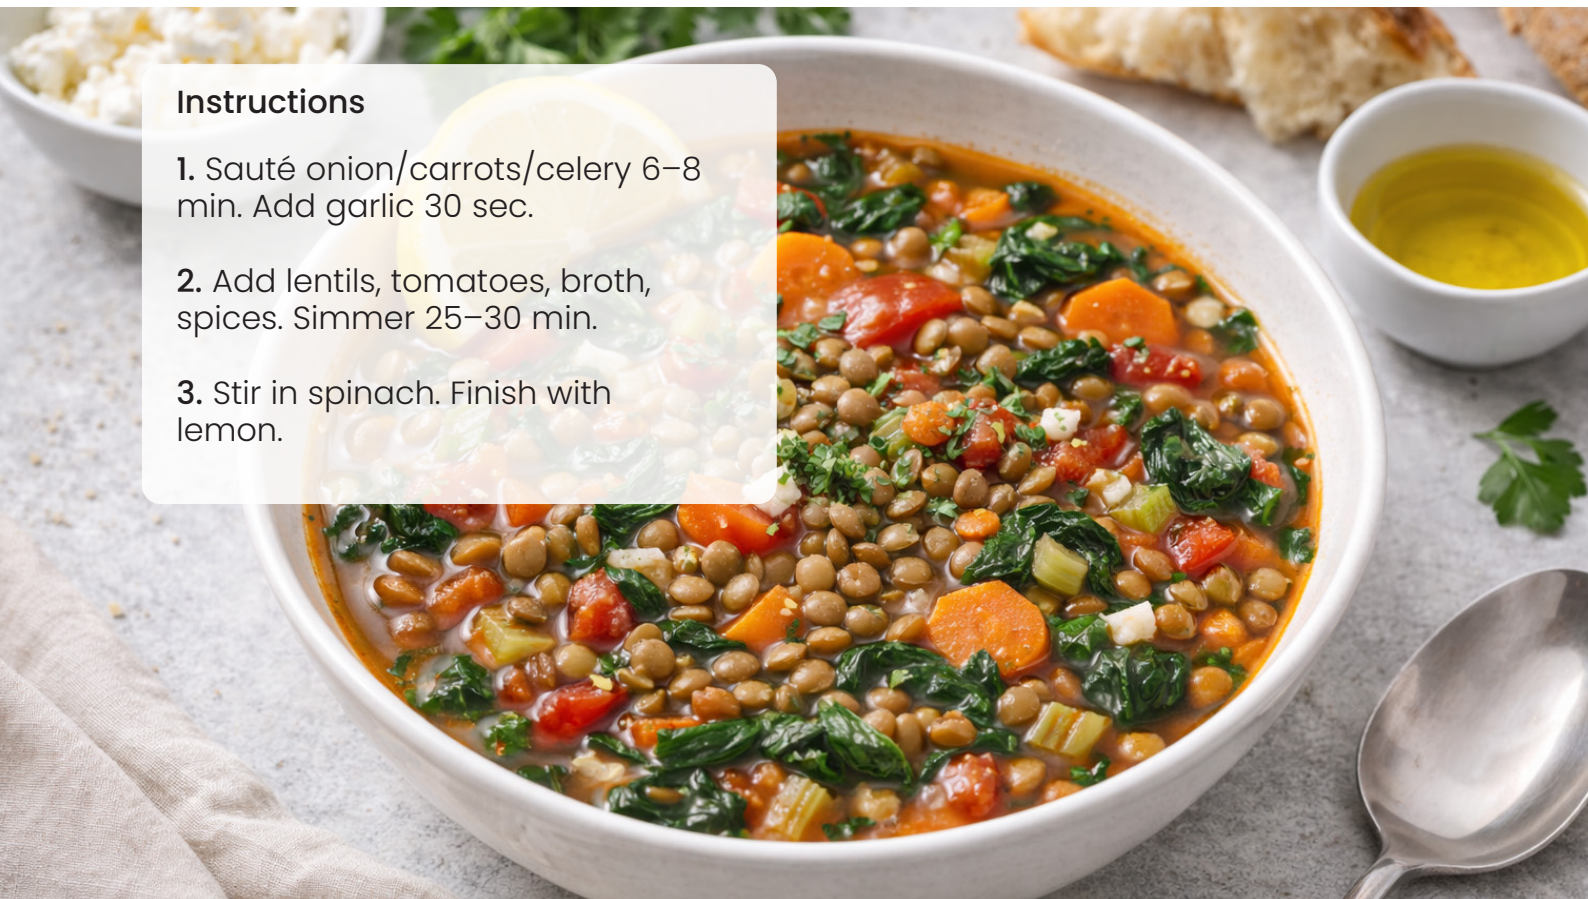 Instructions
1. Sauté onion/carrots/celery 6–8
min. Add garlic 30 sec.
2. Add lentils, tomatoes, broth,
spices. Simmer 25–30 min.
3. Stir in spinach. Finish with
lemon.